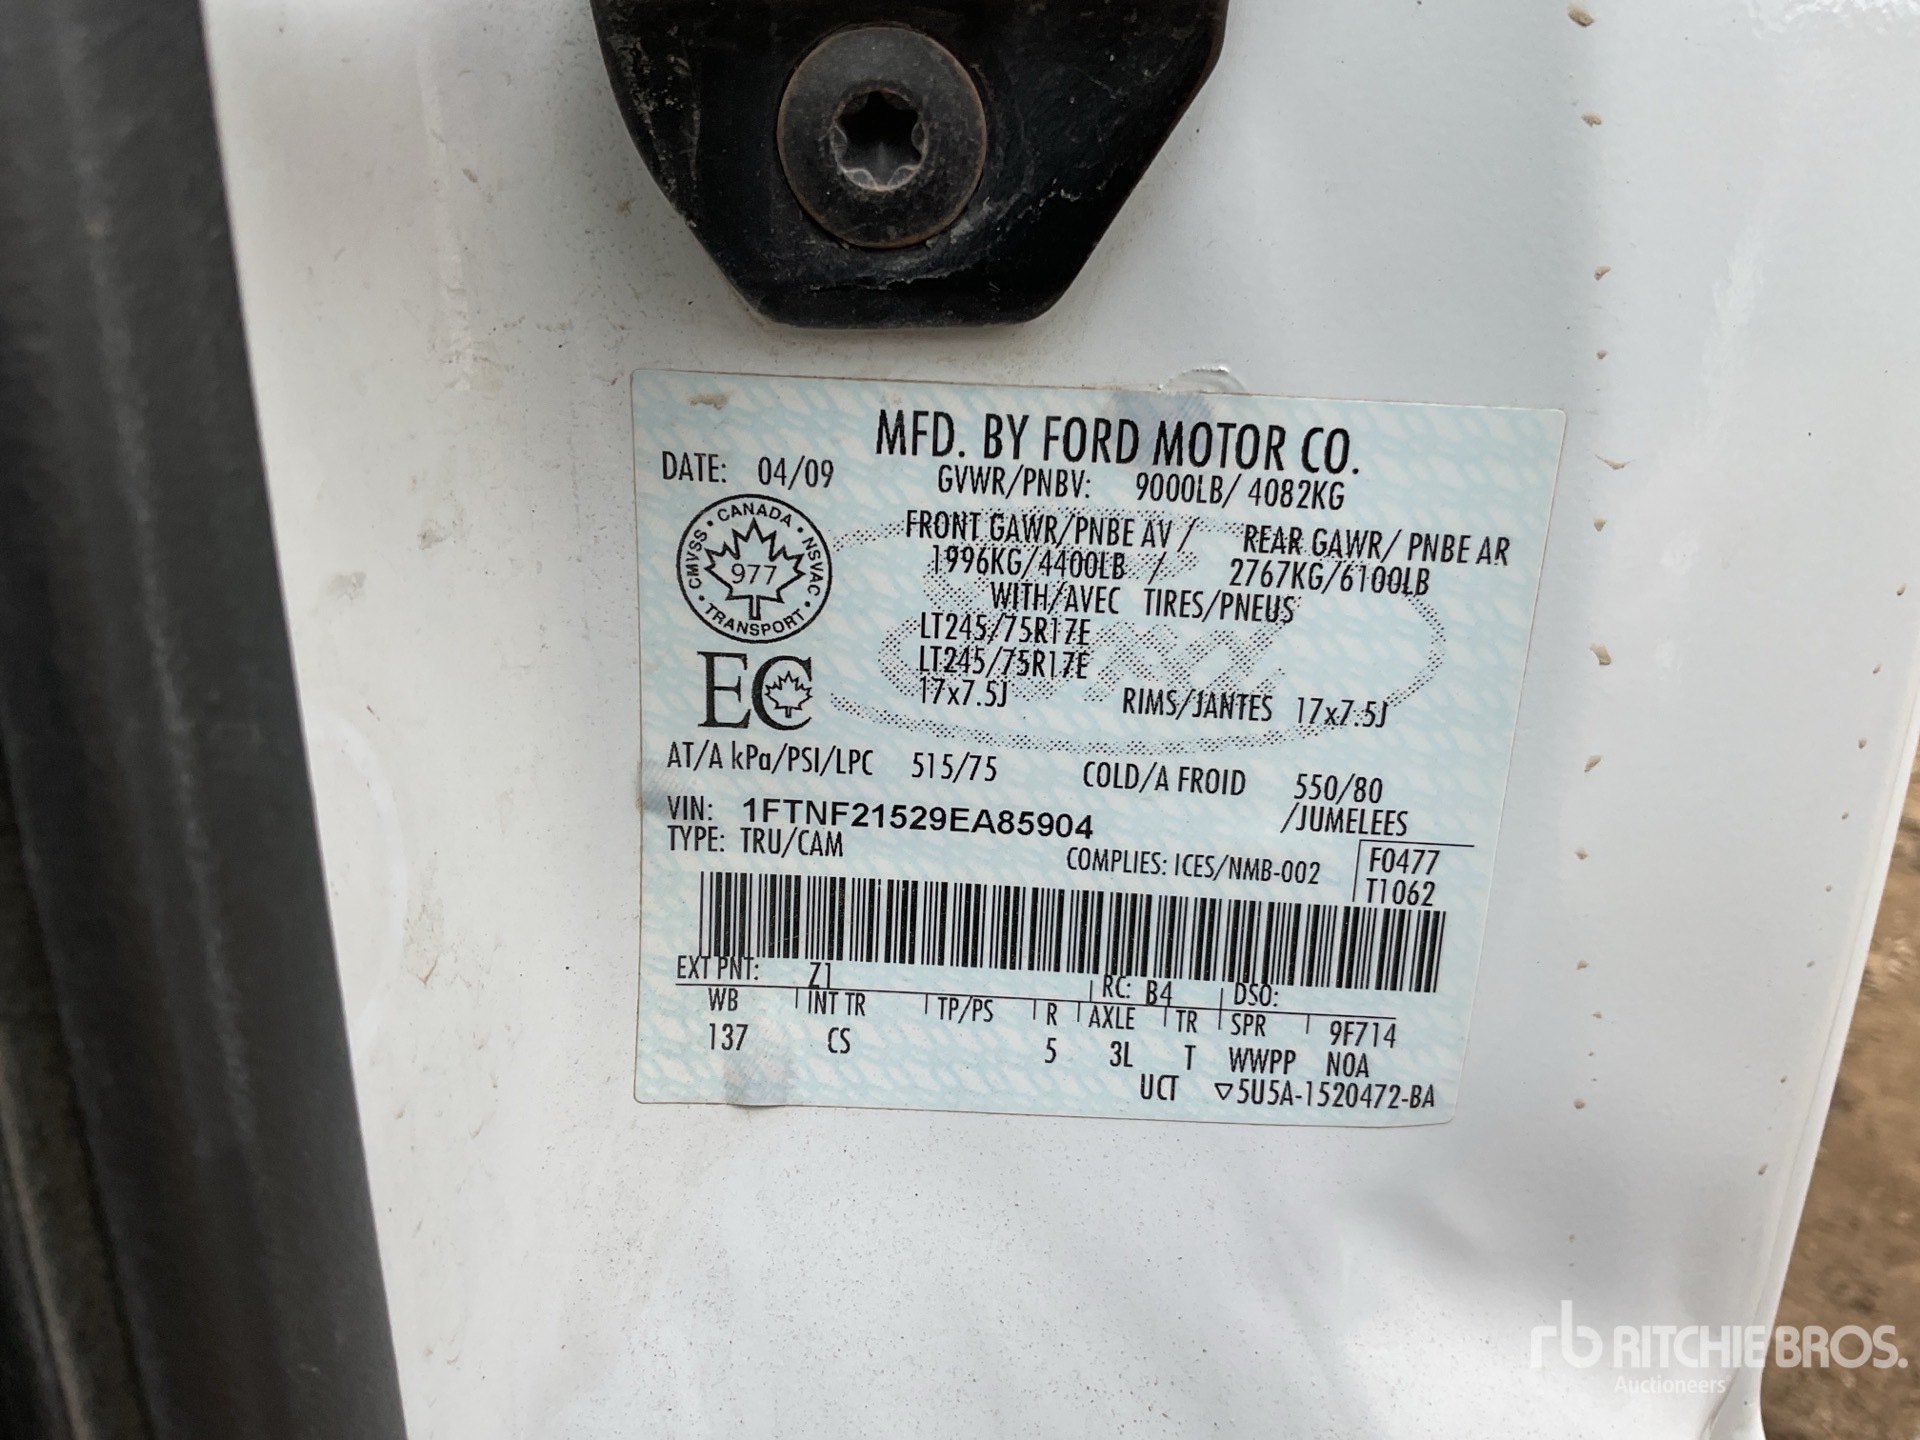 MFD. BY FORD MOTOR CO.
DATE: 04/09 GVWR/PNBV: 9000LB/ 4082KG
FRONT GAWR/PNBE AV / REAR GAWR/ PNBE AR
1996KG/4400LB / 2767KG/6100LB
WITH/AVEC TIRES/PNEUS
LT245/75R17E
LT245/75R17E
17x7.5J RIMS/JANTES 17x7.5J
CANADA · NSVAC · TRANSPORT · CMVSS ·
977
EC
AT/A kPa/PSI/LPC 515/75 COLD/A FROID 550/80
VIN: 1FTNF21529EA85904 /JUMELEES
TYPE: TRU/CAM COMPLIES: ICES/NMB-002 F0477
T1062
EXT PNT: Z1 RC: B4 DSO:
WB INT TR TP/PS R AXLE TR SPR 9F714
137 CS 5 3L T WWPP NOA
UCT ▽5U5A-1520472-BA
rb RITCHIE BROS.
Auctioneers